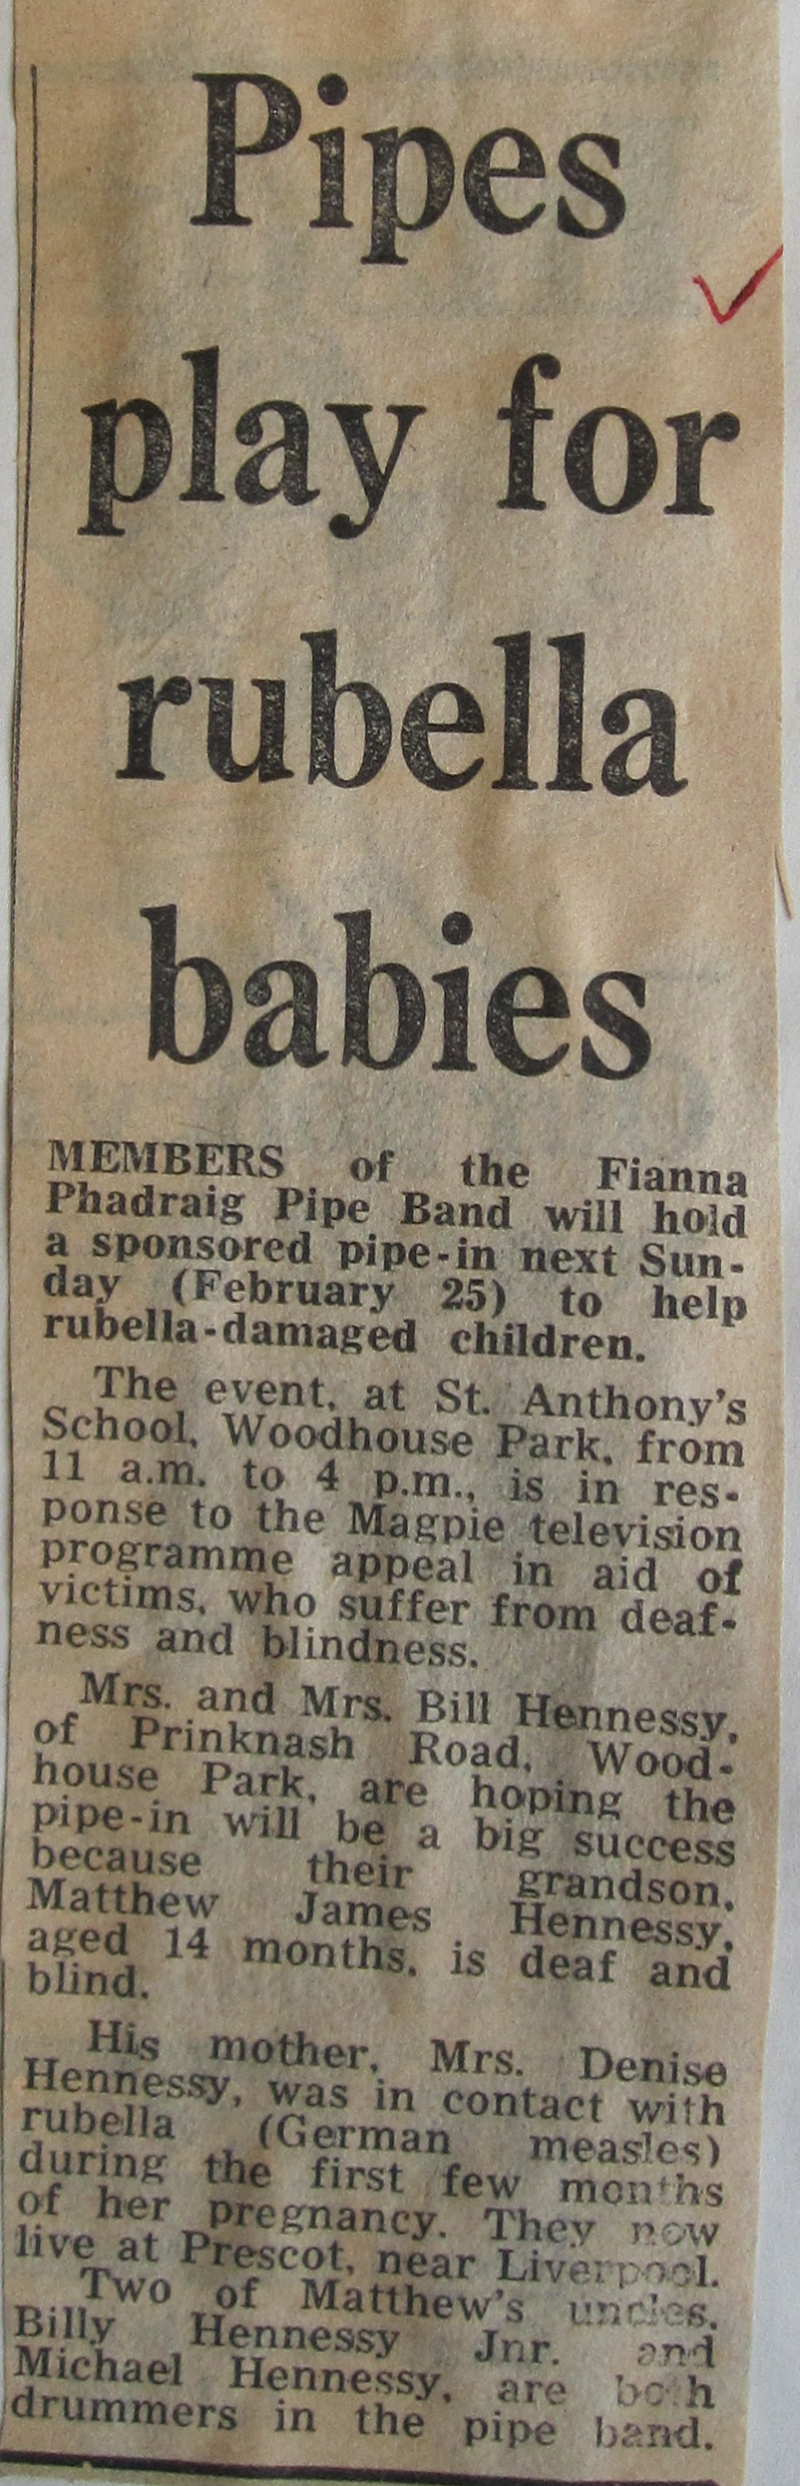 Pipes
play for
rubella
babies
MEMBERS of the Fianna
Phadraig Pipe Band will hold
a sponsored pipe-in next Sun-
day (February 25) to help
rubella-damaged children.
The event, at St. Anthony's
School, Woodhouse Park, from
11 a.m. to 4 p.m., is in res-
ponse to the Magpie television
programme appeal in aid of
victims, who suffer from deaf-
ness and blindness.
Mrs. and Mrs. Bill Hennessy,
of Prinknash Road, Wood-
house Park, are hoping the
pipe-in will be a big success
because their grandson,
Matthew James Hennessy,
aged 14 months, is deaf and
blind.
His mother, Mrs. Denise
Hennessy, was in contact with
rubella (German measles)
during the first few months
of her pregnancy. They now
live at Prescot, near Liverpool.
Two of Matthew's uncles,
Billy Hennessy Jnr. and
Michael Hennessy, are both
drummers in the pipe band.